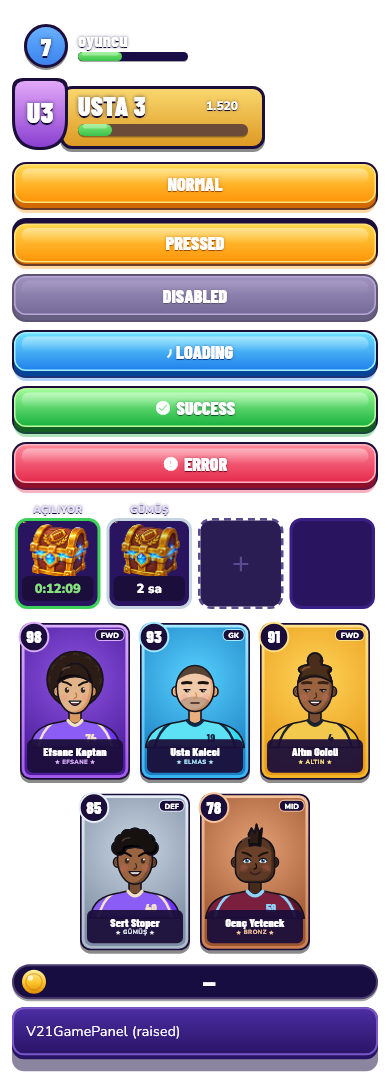 7
oyuncu
U3
USTA 3
1.520
NORMAL
PRESSED
DISABLED
LOADING
SUCCESS
ERROR
AÇILIYOR
GÜMÜŞ
0:12:09
2 sa
+
98
FWD
Efsane Kaptan
★ EFSANE ★
93
GK
19
Usta Kaleci
★ ELMAS ★
91
FWD
Altın Golcü
★ ALTIN ★
85
DEF
Sert Stoper
★ GÜMÜŞ ★
78
MID
Genç Yetenek
★ BRONZ ★
–
V21GamePanel (raised)